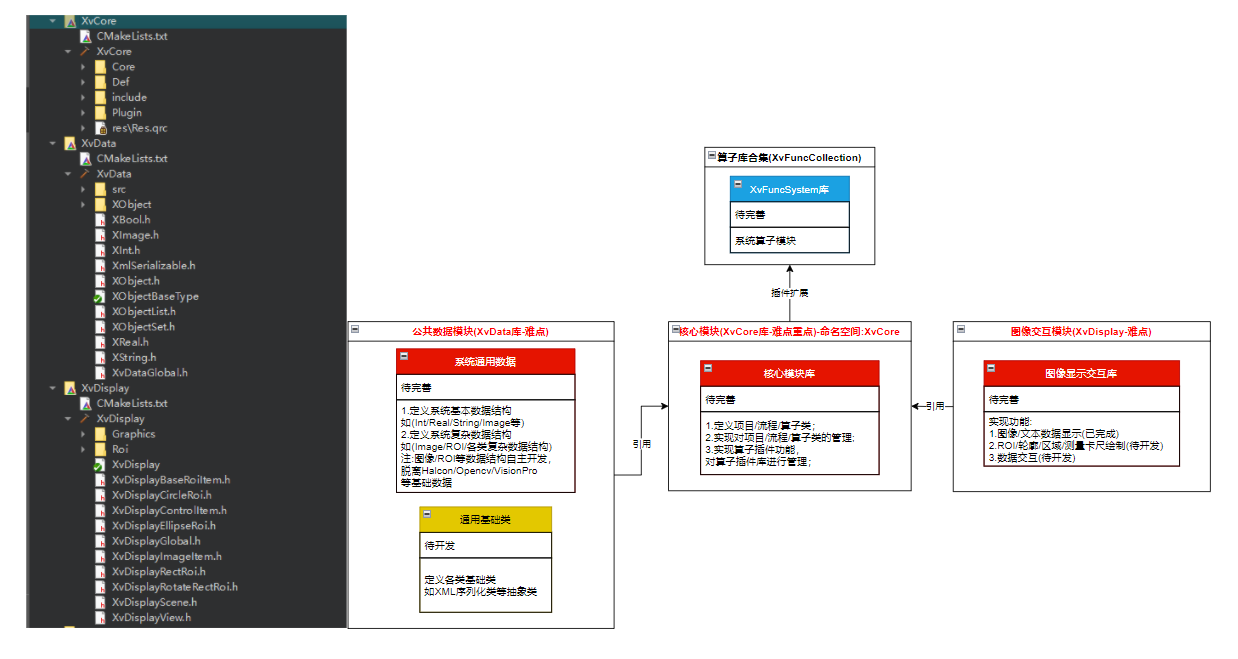 XvCore
CMakeLists.txt
XvCore
Core
Def
include
Plugin
res\Res.qrc
XvData
CMakeLists.txt
XvData
src
XObject
XBool.h
XImage.h
XInt.h
XmlSerializable.h
XObject.h
XObjectBaseType
XObjectList.h
XObjectSet.h
XReal.h
XString.h
XvDataGlobal.h
XvDisplay
CMakeLists.txt
XvDisplay
Graphics
Roi
XvDisplay
XvDisplayBaseRoiItem.h
XvDisplayCircleRoi.h
XvDisplayControlItem.h
XvDisplayEllipseRoi.h
XvDisplayGlobal.h
XvDisplayImageItem.h
XvDisplayRectRoi.h
XvDisplayRotateRectRoi.h
XvDisplayScene.h
XvDisplayView.h
算子库合集(XvFuncCollection)
XvFuncSystem库
待完善
系统算子模块
插件扩展
公共数据模块(XvData库-难点)
系统通用数据
待完善
1.定义系统基本数据结构
如(Int/Real/String/Image等)
2.定义系统复杂数据结构
如(Image/ROI/各类复杂数据结构)
注:图像/ROI等数据结构自主开发,
脱离Halcon/Opencv/VisionPro
等基础数据
通用基础类
待开发
定义各类基础类
如XML序列化类等抽象类
引用
核心模块(XvCore库-难点重点)-命名空间:XvCore
核心模块库
待完善
1.定义项目/流程/算子类;
2.实现对项目/流程/算子类的管理;
3.实现算子插件功能,
对算子插件库进行管理;
引用
图像交互模块(XvDisplay-难点)
图像显示交互库
待完善
实现功能:
1.图像/文本数据显示(已完成)
2.ROI/轮廓/区域/测量卡尺绘制(待开发)
3.数据交互(待开发)